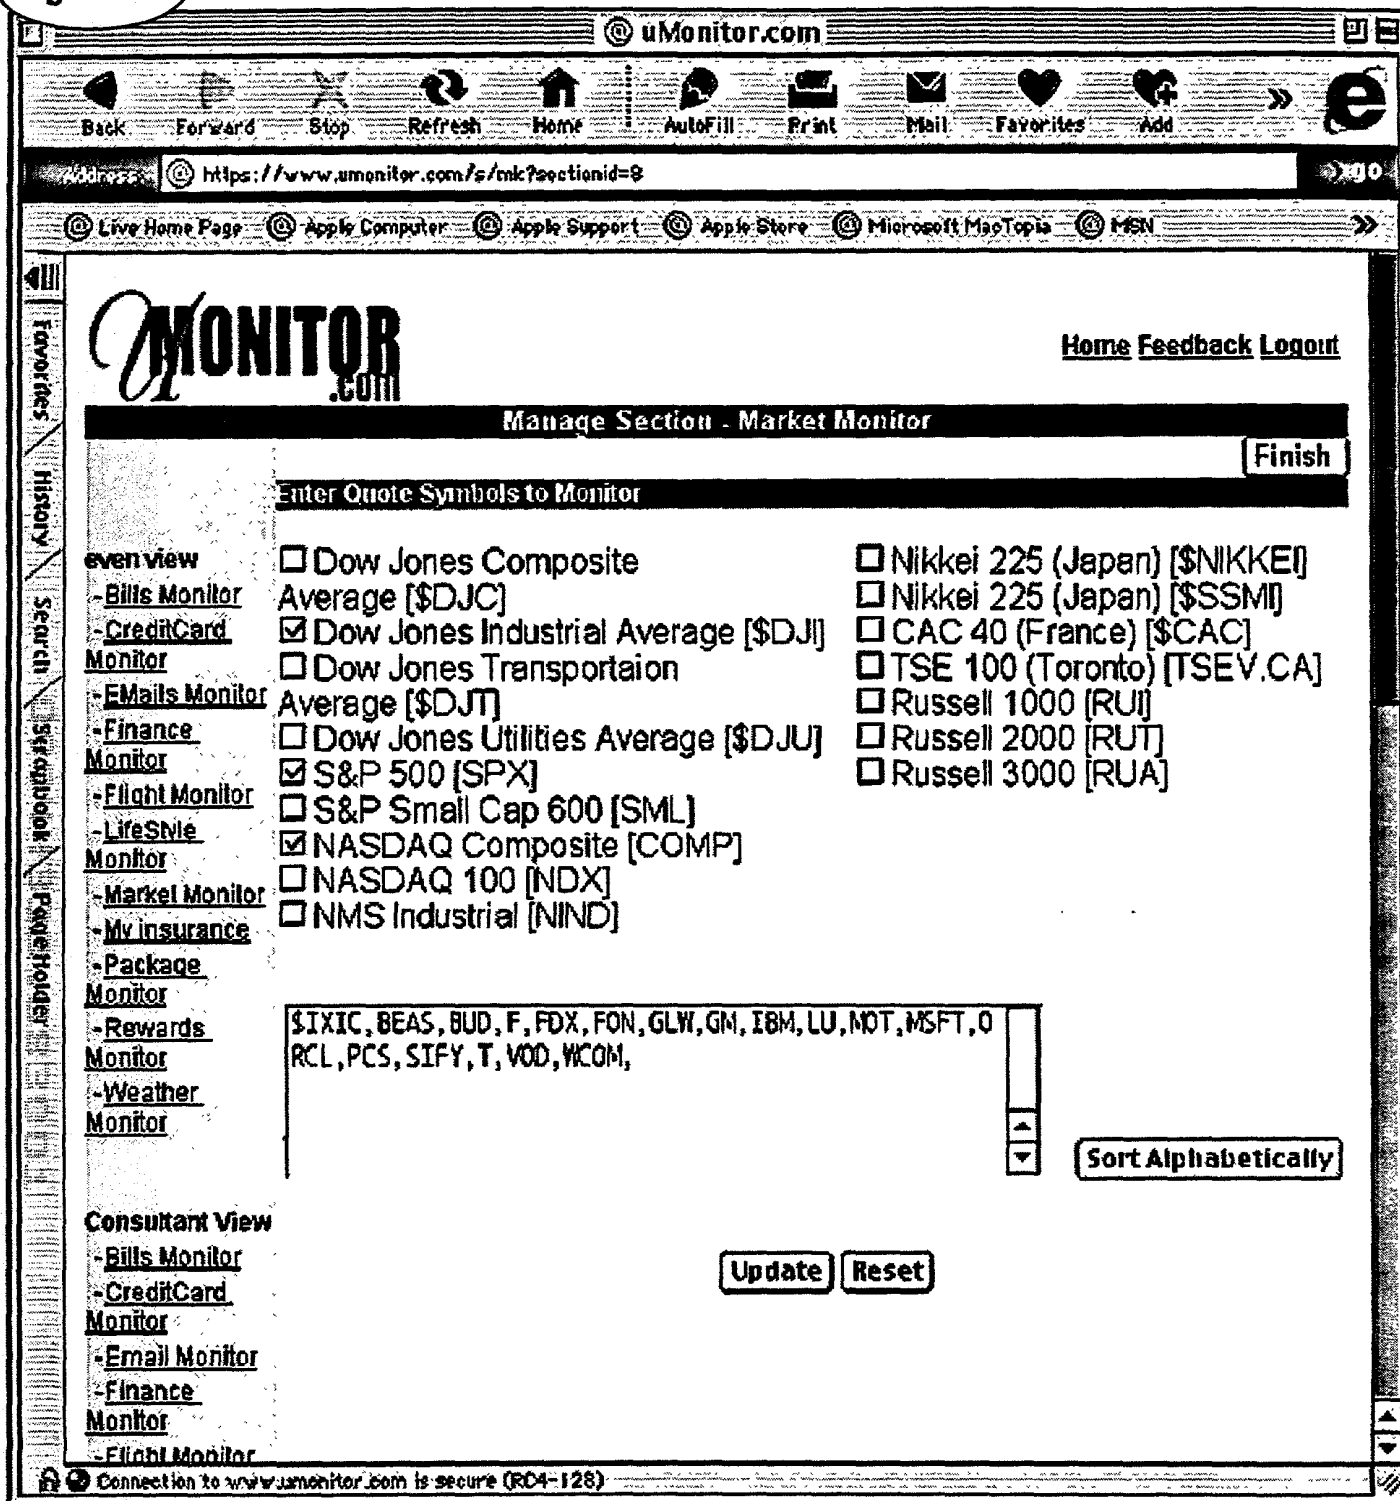 @ uMonitor.com
Back Forward Stop Refresh Home AutoFill Print Mail Favorites Add »
Address: @ https://www.umonitor.com/s/mk?sectionid=8 go
@ Live Home Page @ Apple Computer @ Apple Support @ Apple Store @ Microsoft MacTopia @ MSN »
Favorites
History
Search
Scrapbook
Page Holder
UMONITOR
.com
Home Feedback Logout
Manage Section - Market Monitor
Finish
Enter Quote Symbols to Monitor
even view
-Bills Monitor
-CreditCard
Monitor
-EMails Monitor
-Finance
Monitor
-Flight Monitor
-LifeStyle
Monitor
-Market Monitor
-My insurance
-Package
Monitor
-Rewards
Monitor
-Weather
Monitor
Consultant View
-Bills Monitor
-CreditCard
Monitor
-Email Monitor
-Finance
Monitor
-Flight Monitor
Dow Jones Composite
Average [$DJC]
Dow Jones Industrial Average [$DJI]
Dow Jones Transportaion
Average [$DJT]
Dow Jones Utilities Average [$DJU]
S&P 500 [SPX]
S&P Small Cap 600 [SML]
NASDAQ Composite [COMP]
NASDAQ 100 [NDX]
NMS Industrial [NIND]
Nikkei 225 (Japan) [$NIKKEI]
Nikkei 225 (Japan) [$SSMI]
CAC 40 (France) [$CAC]
TSE 100 (Toronto) [TSEV.CA]
Russell 1000 [RUI]
Russell 2000 [RUT]
Russell 3000 [RUA]
$IXIC,BEAS,BUD,F,FDX,FON,GLW,GM,IBM,LU,MOT,MSFT,O
RCL,PCS,SIFY,T,VOD,WCOM,
Sort Alphabetically
Update Reset
Connection to www.umonitor.com is secure (RC4-128)